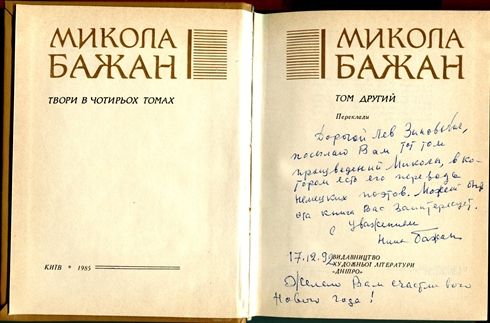 МИКОЛА
БАЖАН
ТВОРИ В ЧОТИРЬОХ ТОМАХ
КИЇВ * 1985
МИКОЛА
БАЖАН
ТОМ ДРУГИЙ
Переклади
Дорогой Лев Зиновьевич,
посылаю Вам тот том
произведений Миколы, в ко-
тором есть его перевода
немецких поэтов. Может быть
эта книга Вас заинтересует.
С уважением
Нина Бажан
17.12.92
ВИДАВНИЦТВО
ХУДОЖНЬОЇ ЛІТЕРАТУРИ
«ДНІПРО»
Желаю Вам счастливого
Нового года!